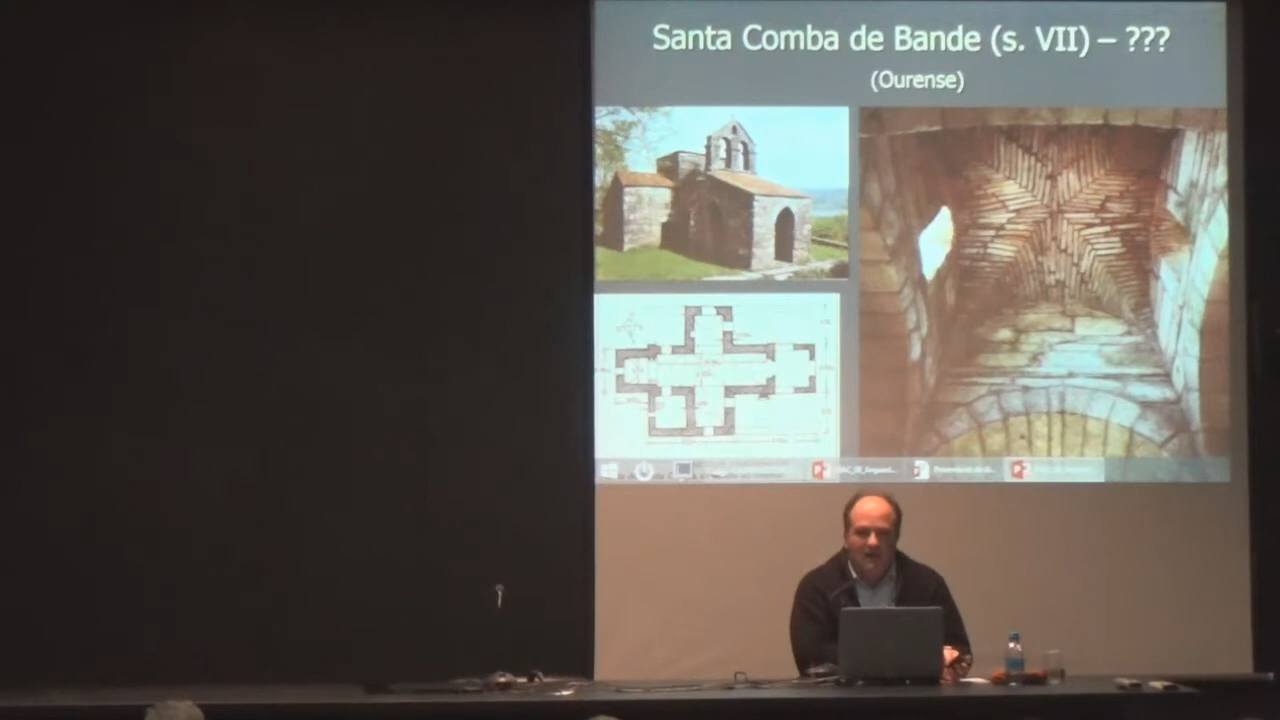 Santa Comba de Bande (s. VII) – ???
(Ourense)